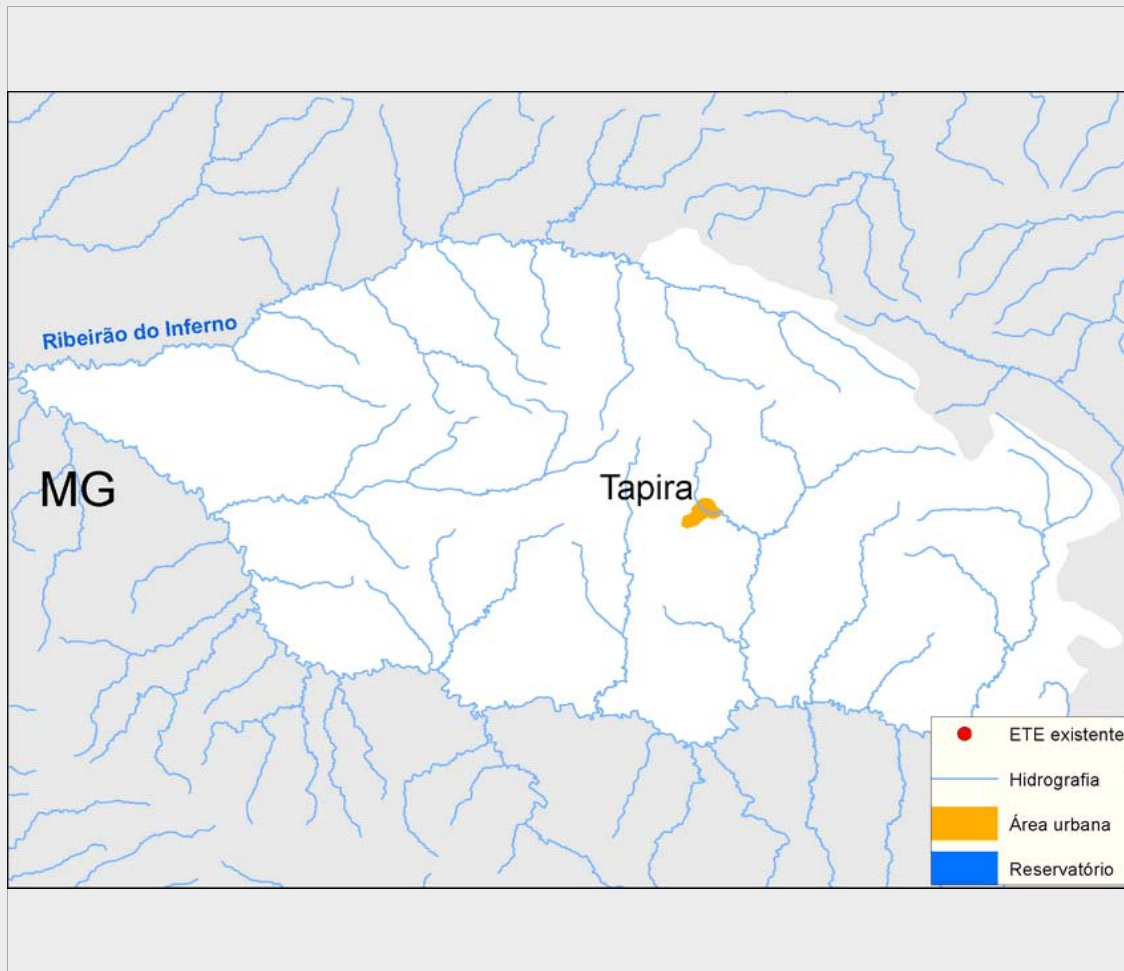 Ribeirão do Inferno
MG
Tapira
ETE existente
Hidrografia
Área urbana
Reservatório